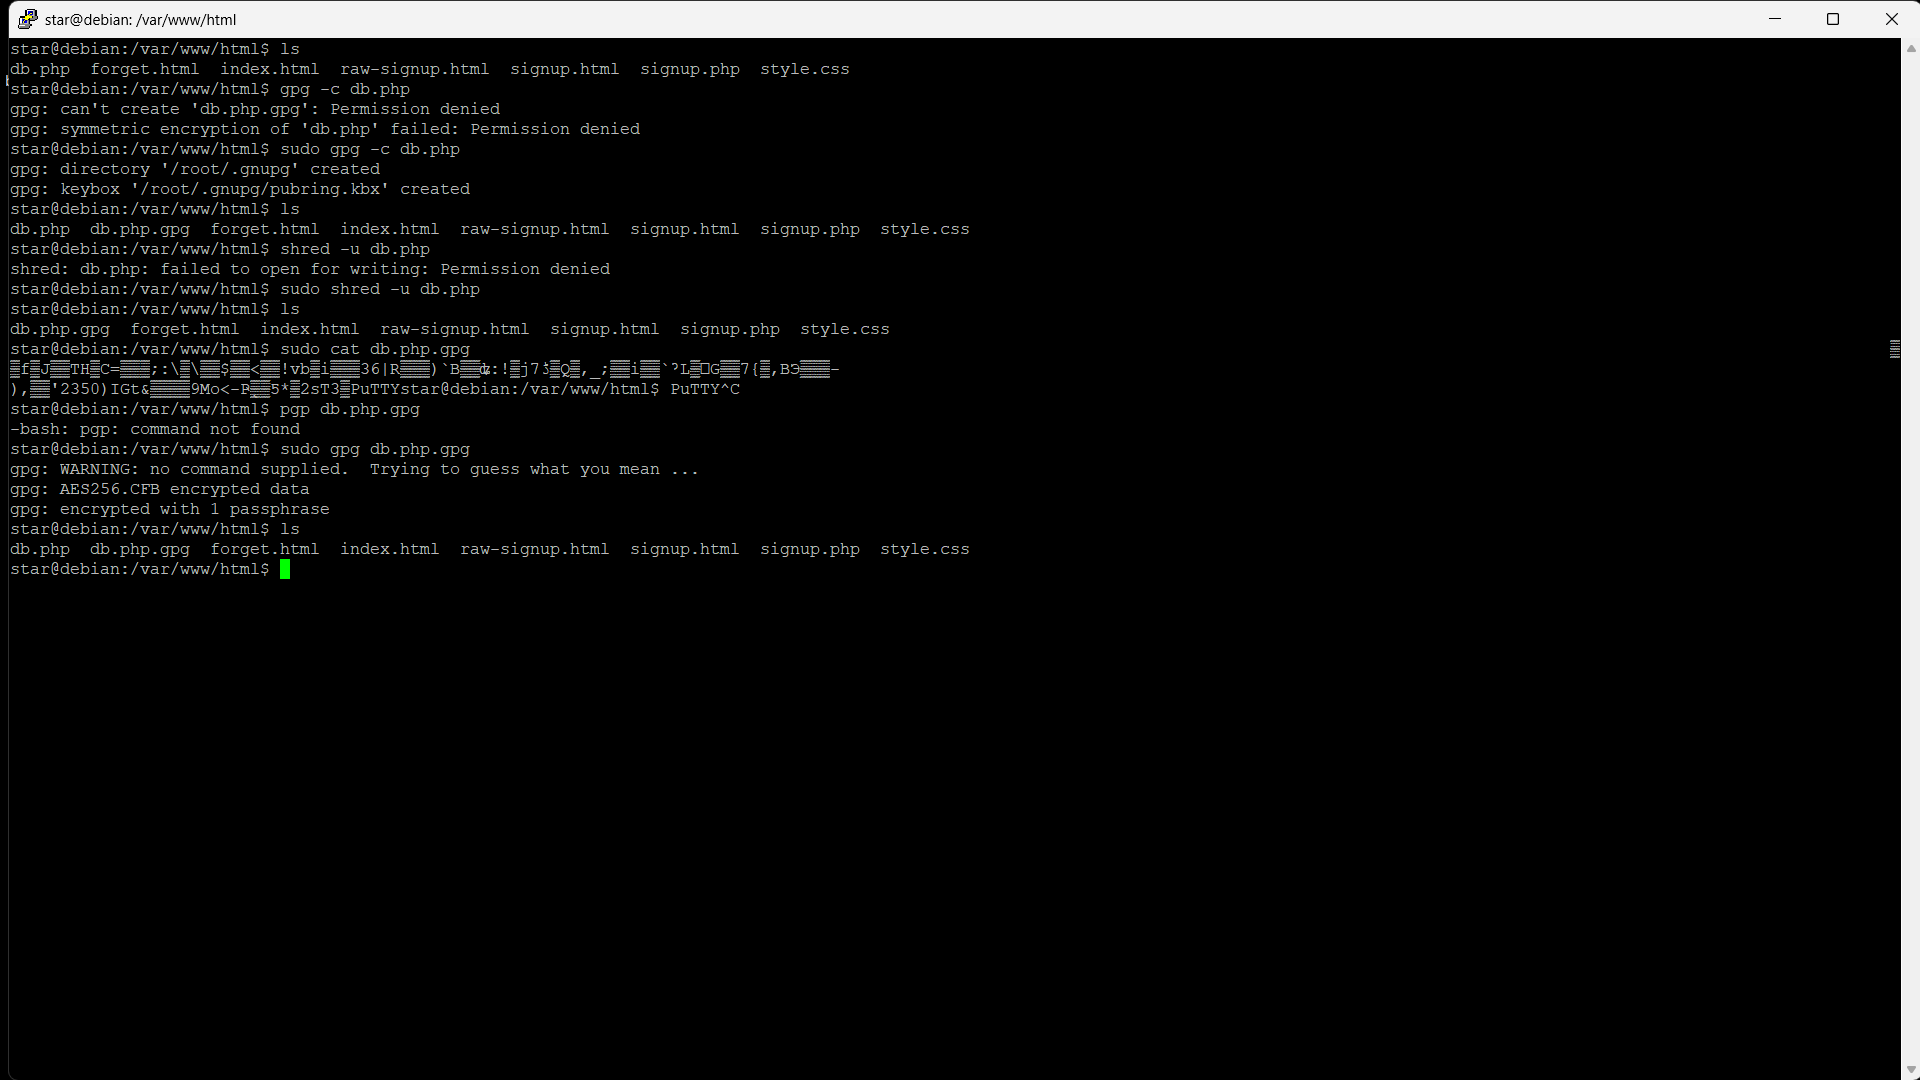 star@debian: /var/www/html
star@debian:/var/www/html$ ls
db.php  forget.html  index.html  raw-signup.html  signup.html  signup.php  style.css
star@debian:/var/www/html$ gpg -c db.php
gpg: can't create 'db.php.gpg': Permission denied
gpg: symmetric encryption of 'db.php' failed: Permission denied
star@debian:/var/www/html$ sudo gpg -c db.php
gpg: directory '/root/.gnupg' created
gpg: keybox '/root/.gnupg/pubring.kbx' created
star@debian:/var/www/html$ ls
db.php  db.php.gpg  forget.html  index.html  raw-signup.html  signup.html  signup.php  style.css
star@debian:/var/www/html$ shred -u db.php
shred: db.php: failed to open for writing: Permission denied
star@debian:/var/www/html$ sudo shred -u db.php
star@debian:/var/www/html$ ls
db.php.gpg  forget.html  index.html  raw-signup.html  signup.html  signup.php  style.css
star@debian:/var/www/html$ sudo cat db.php.gpg
PuTTYstar@debian:/var/www/html$ PuTTY^C
star@debian:/var/www/html$ pgp db.php.gpg
-bash: pgp: command not found
star@debian:/var/www/html$ sudo gpg db.php.gpg
gpg: WARNING: no command supplied.  Trying to guess what you mean ...
gpg: AES256.CFB encrypted data
gpg: encrypted with 1 passphrase
star@debian:/var/www/html$ ls
db.php  db.php.gpg  forget.html  index.html  raw-signup.html  signup.html  signup.php  style.css
star@debian:/var/www/html$